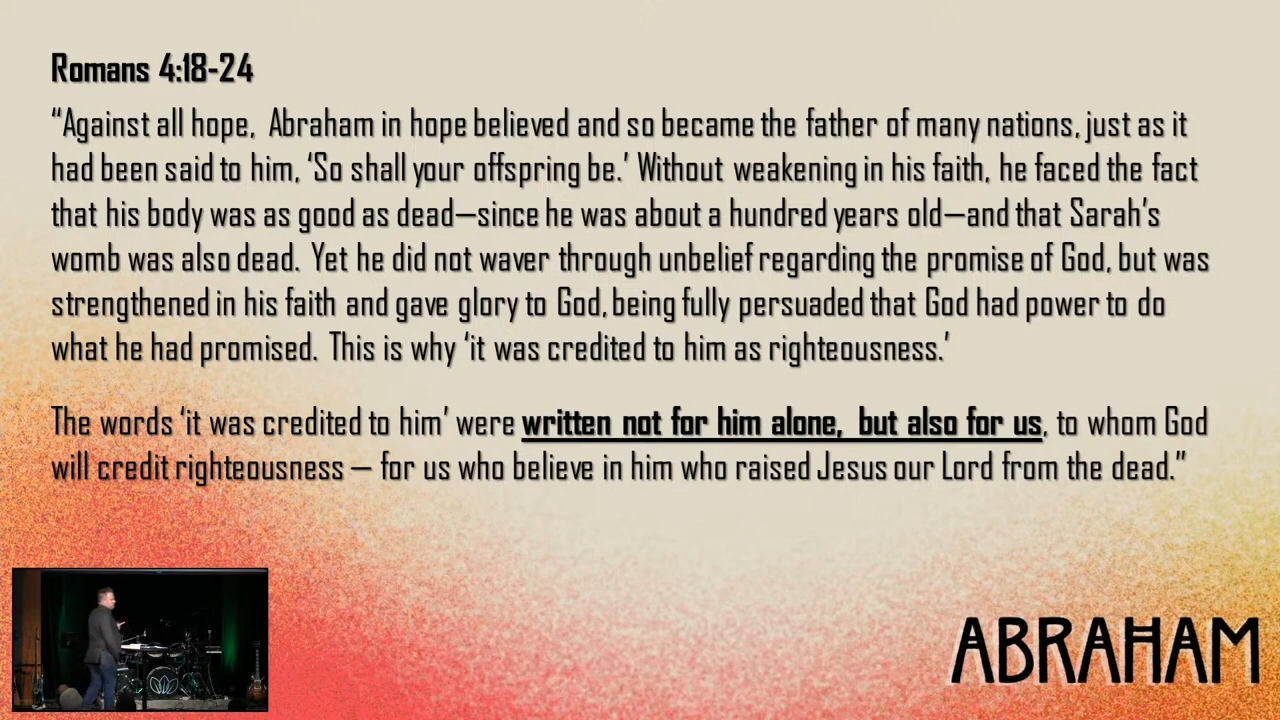 Romans 4:18-24
“Against all hope, Abraham in hope believed and so became the father of many nations, just as it
had been said to him, ‘So shall your offspring be.’ Without weakening in his faith, he faced the fact
that his body was as good as dead—since he was about a hundred years old—and that Sarah’s
womb was also dead. Yet he did not waver through unbelief regarding the promise of God, but was
strengthened in his faith and gave glory to God, being fully persuaded that God had power to do
what he had promised. This is why ‘it was credited to him as righteousness.’
The words ‘it was credited to him’ were written not for him alone, but also for us, to whom God
will credit righteousness — for us who believe in him who raised Jesus our Lord from the dead.”
ABRAHAM